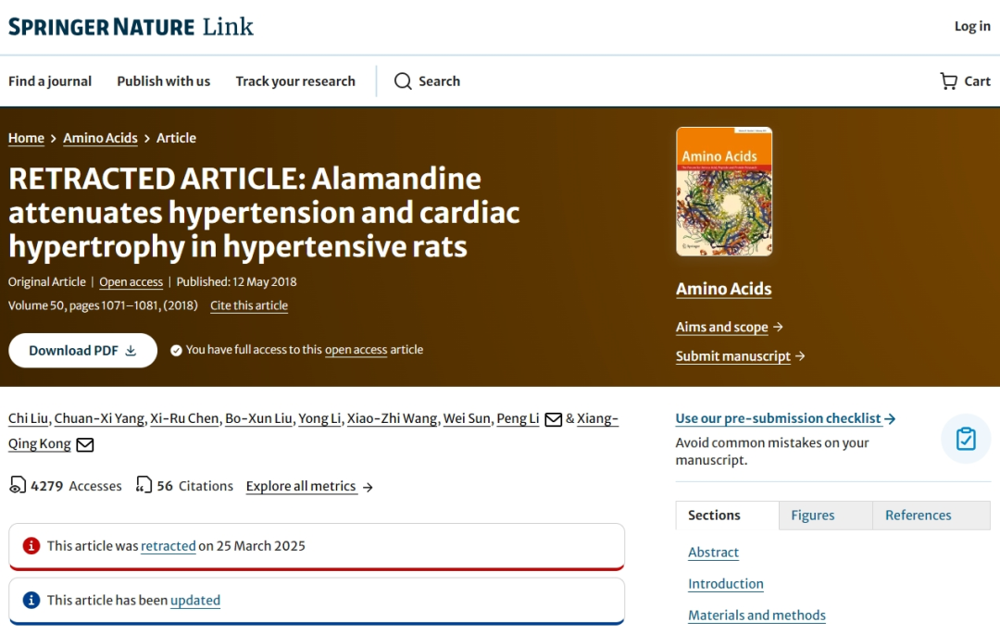 SPRINGER NATURE Link
Log in
Find a journal
Publish with us
Track your research
Search
Cart
Home > Amino Acids > Article
RETRACTED ARTICLE: Alamandine
attenuates hypertension and cardiac
hypertrophy in hypertensive rats
Original Article | Open access | Published: 12 May 2018
Volume 50, pages 1071–1081, (2018) Cite this article
Download PDF
You have full access to this open access article
Amino Acids
Springer
Amino Acids
Aims and scope →
Submit manuscript →
Chi Liu, Chuan-Xi Yang, Xi-Ru Chen, Bo-Xun Liu, Yong Li, Xiao-Zhi Wang, Wei Sun, Peng Li & Xiang-
Qing Kong
4279 Accesses
56 Citations
Explore all metrics →
This article was retracted on 25 March 2025
This article has been updated
Use our pre-submission checklist →
Avoid common mistakes on your
manuscript.
Sections
Figures
References
Abstract
Introduction
Materials and methods